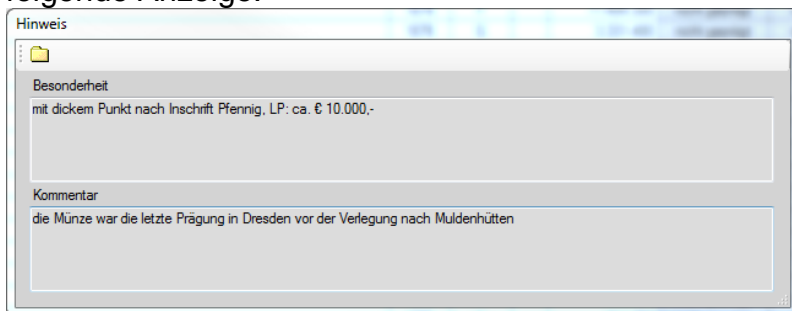 folgende Anzeige:
Hinweis
Besonderheit
mit dickem Punkt nach Inschrift Pfennig, LP: ca. € 10.000,-
Kommentar
die Münze war die letzte Prägung in Dresden vor der Verlegung nach Muldenhütten